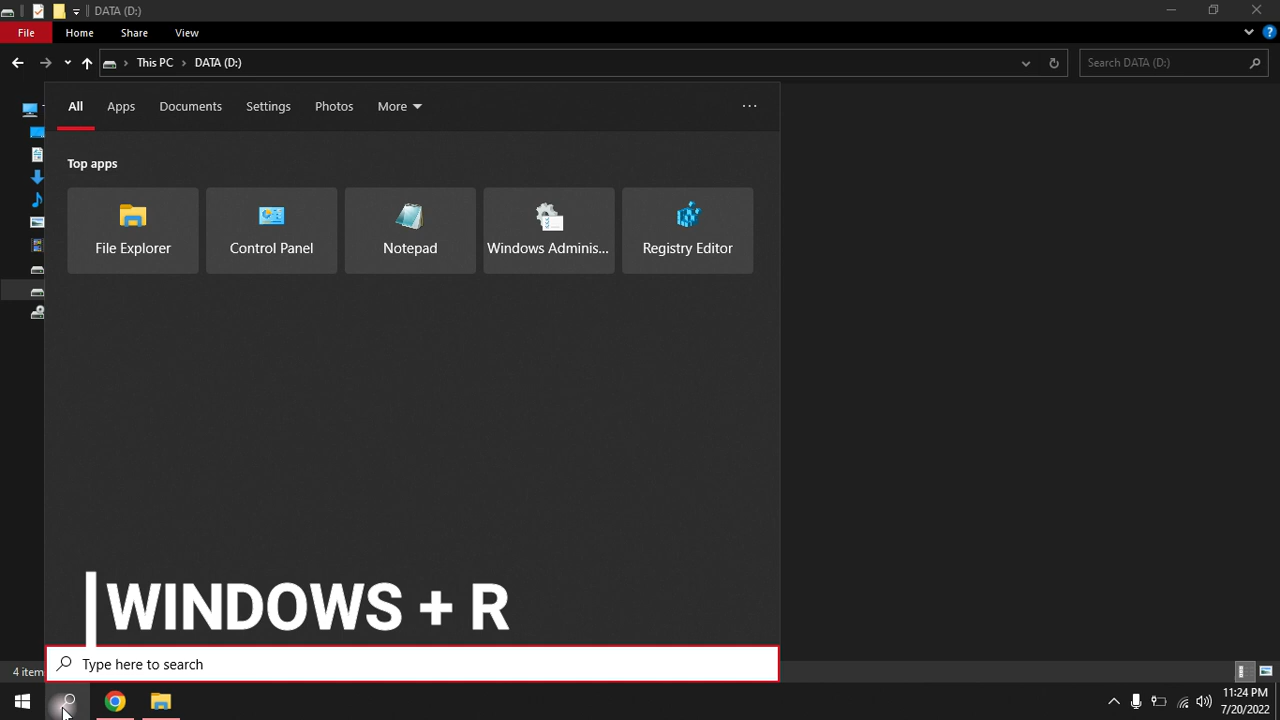 DATA (D:)
File Home Share View
This PC DATA (D:) Search DATA (D:)
All Apps Documents Settings Photos More
Top apps
File Explorer Control Panel Notepad Windows Adminis... Registry Editor
WINDOWS + R
Type here to search
4 item
11:24 PM
7/20/2022